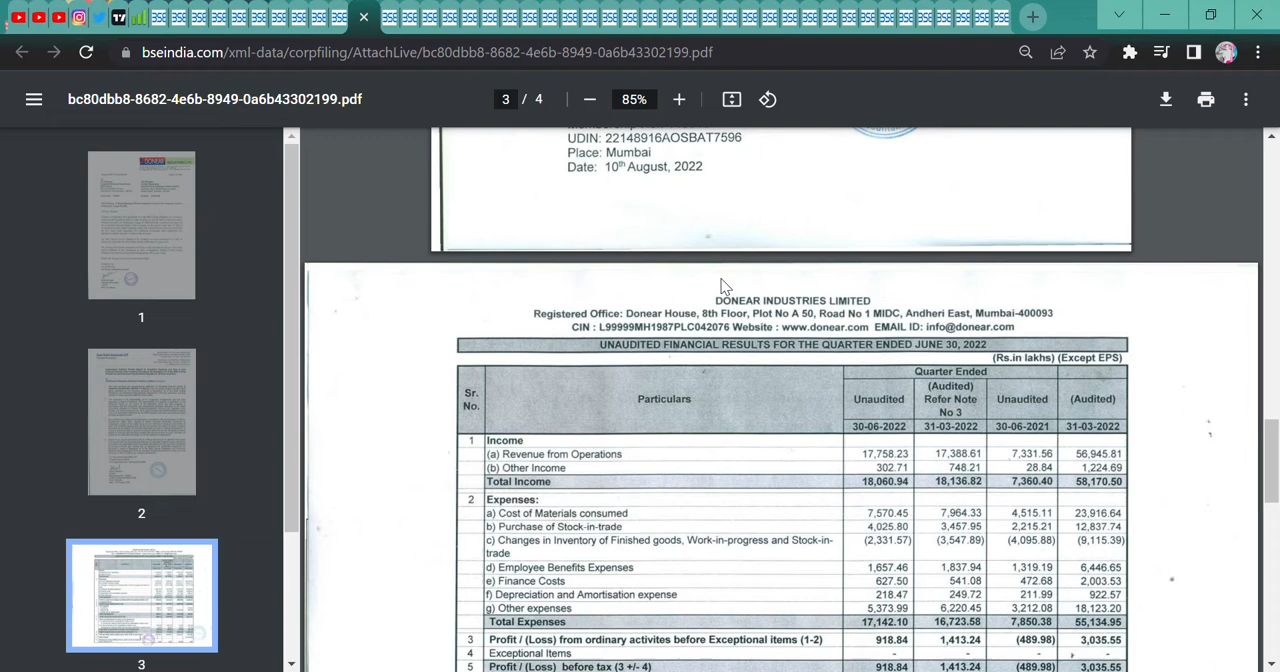 bseindia.com/xml-data/corpfiling/AttachLive/bc80dbb8-8682-4e6b-8949-0a6b43302199.pdf
bc80dbb8-8682-4e6b-8949-0a6b43302199.pdf 3 / 4 85%
UDIN: 22148916AOSBAT7596
Place: Mumbai
Date: 10th August, 2022
1
2
3
DONEAR INDUSTRIES LIMITED
Registered Office: Donear House, 8th Floor, Plot No A 50, Road No 1 MIDC, Andheri East, Mumbai-400093
CIN : L99999MH1987PLC042076 Website : www.donear.com EMAIL ID: info@donear.com
UNAUDITED FINANCIAL RESULTS FOR THE QUARTER ENDED JUNE 30, 2022
(Rs.in lakhs) (Except EPS)
Sr. No. Particulars Quarter Ended
Unaudited (Audited) Refer Note No 3 Unaudited (Audited)
30-06-2022 31-03-2022 30-06-2021 31-03-2022
1 Income
(a) Revenue from Operations 17,758.23 17,388.61 7,331.56 56,945.81
(b) Other Income 302.71 748.21 28.84 1,224.69
Total Income 18,060.94 18,136.82 7,360.40 58,170.50
2 Expenses:
a) Cost of Materials consumed 7,570.45 7,964.33 4,515.11 23,916.64
b) Purchase of Stock-in-trade 4,025.80 3,457.95 2,215.21 12,837.74
c) Changes in Inventory of Finished goods, Work-in-progress and Stock-in- (2,331.57) (3,547.89) (4,095.88) (9,115.39)
trade
d) Employee Benefits Expenses 1,657.46 1,837.94 1,319.19 6,446.65
e) Finance Costs 627.50 541.08 472.68 2,003.53
f) Depreciation and Amortisation expense 218.47 249.72 211.99 922.57
g) Other expenses 5,373.99 6,220.45 3,212.08 18,123.20
Total Expenses 17,142.10 16,723.58 7,850.38 55,134.95
3 Profit / (Loss) from ordinary activites before Exceptional items (1-2) 918.84 1,413.24 (489.98) 3,035.55
4 Exceptional Items - - - -
5 Profit / (Loss) before tax (3 +/- 4) 918.84 1,413.24 (489.98) 3,035.55